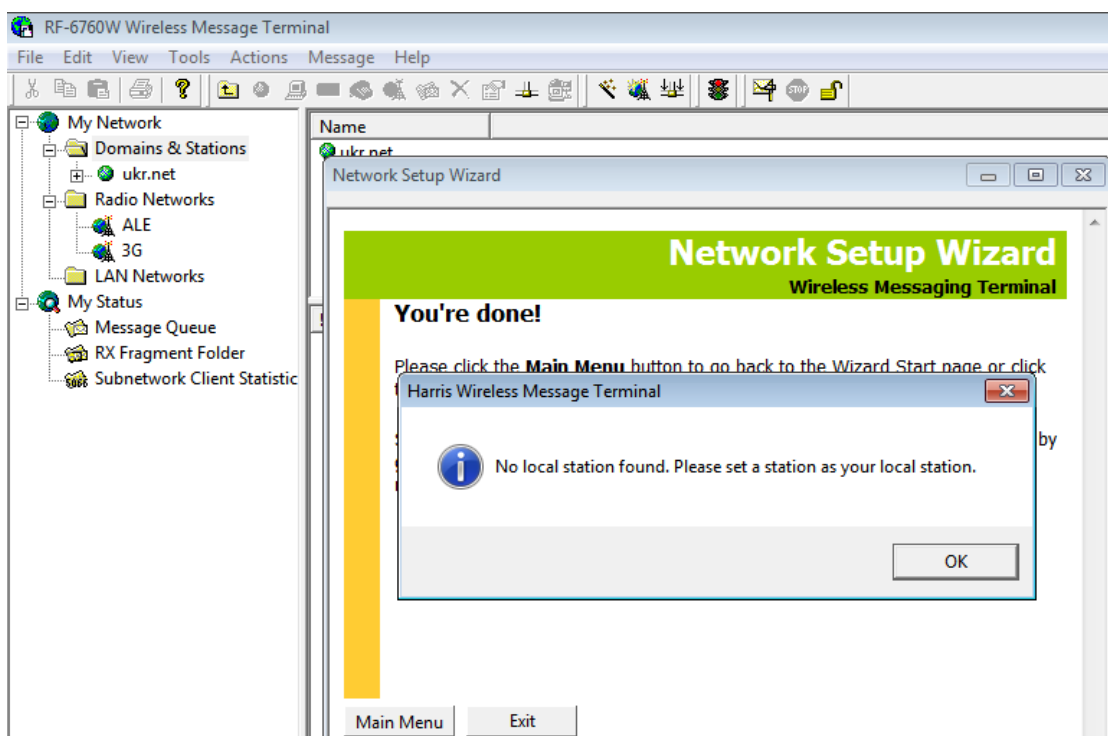 RF-6760W Wireless Message Terminal
File Edit View Tools Actions Message Help
My Network
Domains & Stations
ukr.net
Radio Networks
ALE
3G
LAN Networks
My Status
Message Queue
RX Fragment Folder
Subnetwork Client Statistic
Name
ukr.net
Network Setup Wizard
Network Setup Wizard
Wireless Messaging Terminal
You're done!
Please click the Main Menu button to go back to the Wizard Start page or click
by
Harris Wireless Message Terminal
No local station found. Please set a station as your local station.
OK
Main Menu
Exit
STOP